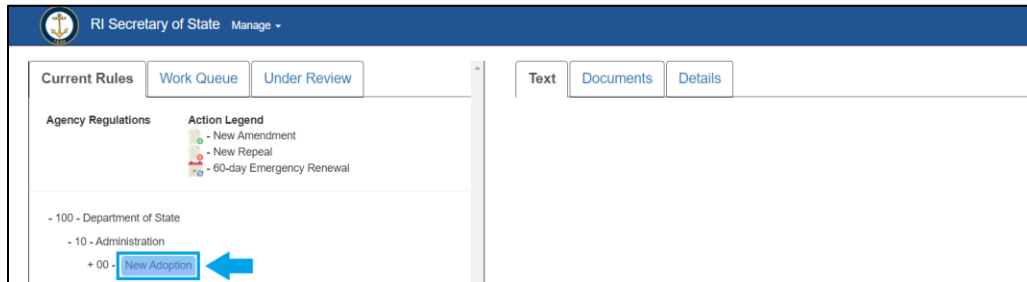 RI Secretary of State Manage
Current Rules Work Queue Under Review
Text Documents Details
Agency Regulations
Action Legend
- New Amendment
- New Repeal
- 60-day Emergency Renewal
- 100 - Department of State
- 10 - Administration
+ 00 - New Adoption